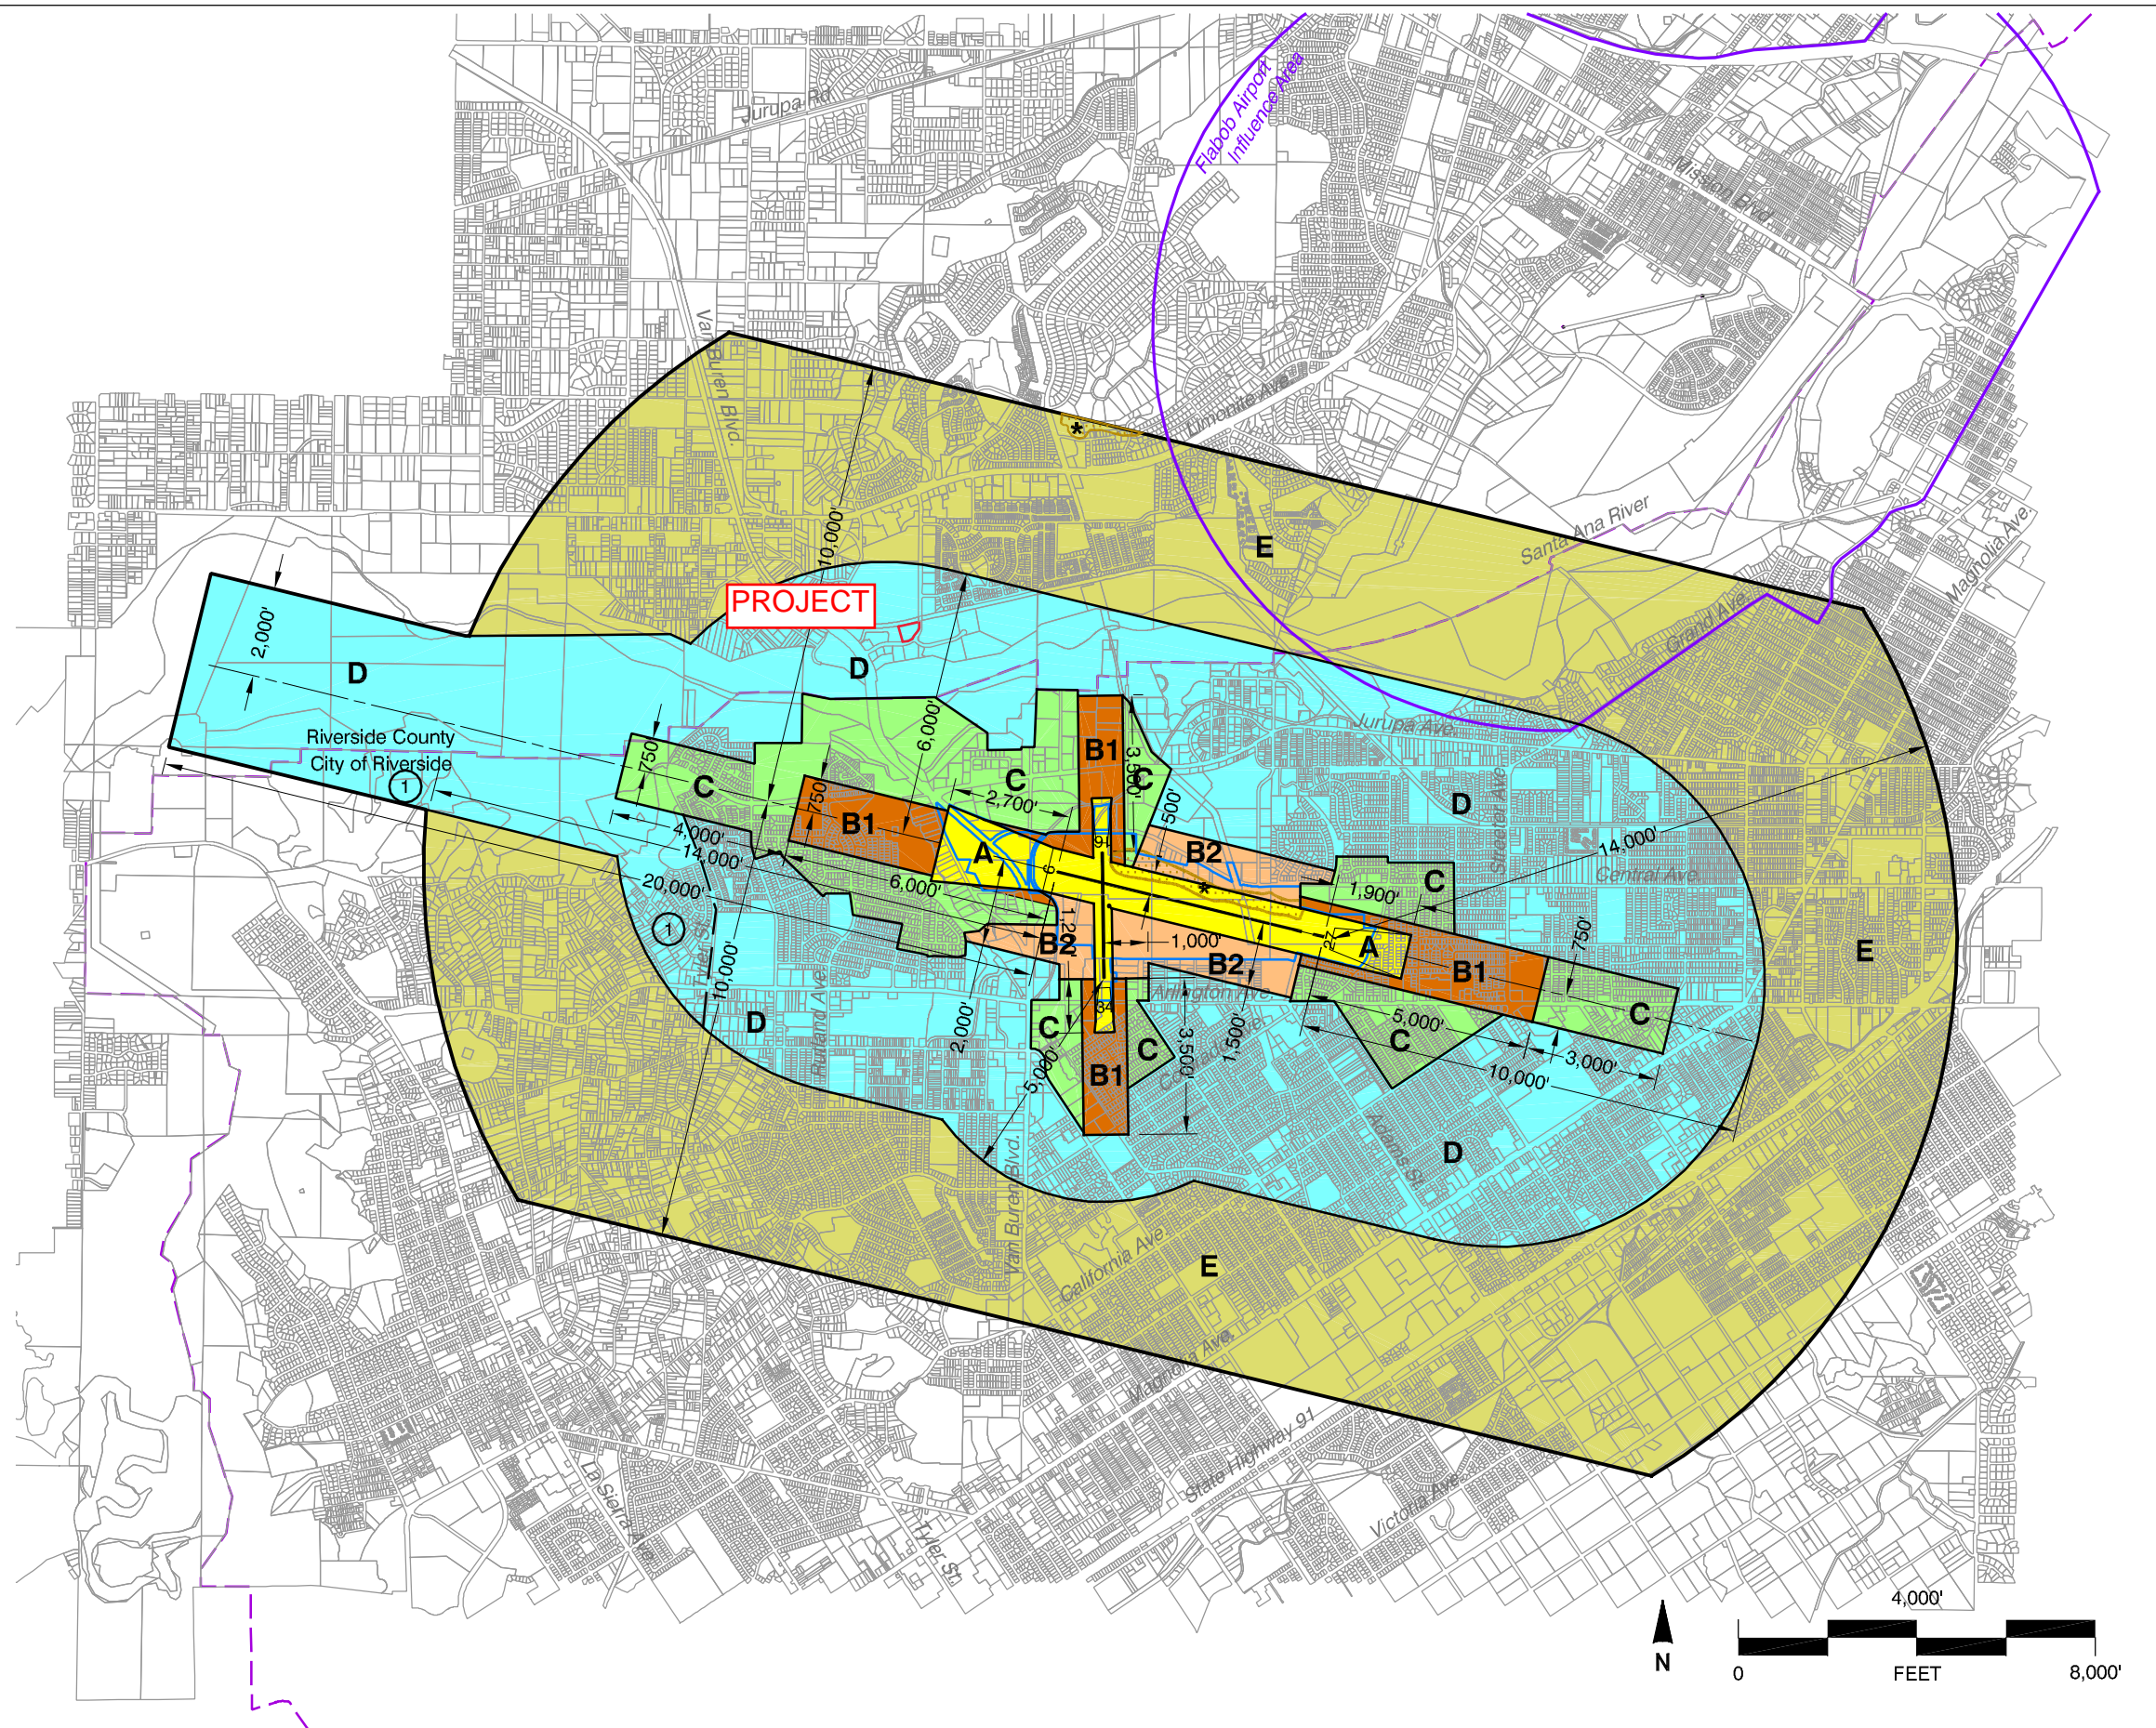 Jurupa Rd
Flabob Airport
Influence Area
Mission Blvd
Van Buren Blvd.
Limonite Ave.
*
10,000'
E
Santa Ana River
Magnolia Ave.
PROJECT
Grand Ave.
2,000'
D
D
6,000'
Riverside County
City of Riverside
1
750'
C
B1
3,500'
C
C
Jurupa Ave.
D
Streeter Ave.
2,700'
500'
750'
B1
4,000'
14,000'
20,000'
A
16
9
B2
*
14,000'
Central Ave.
C
1,900'
6,000'
1
Tyler St.
10,000'
Rutland Ave.
B2
1,000'
27
A
B2
B1
750'
E
Arlington Ave.
D
2,000'
C
34
C
3,500'
1,500'
5,000'
C
C
3,000'
10,000'
5,000'
B1
Adams St.
D
Van Buren Blvd.
California Ave.
E
Magnolia Ave.
State Highway 91
Victoria Ave.
La Sierra Ave
Tyler St.
N
4,000'
0
FEET
8,000'